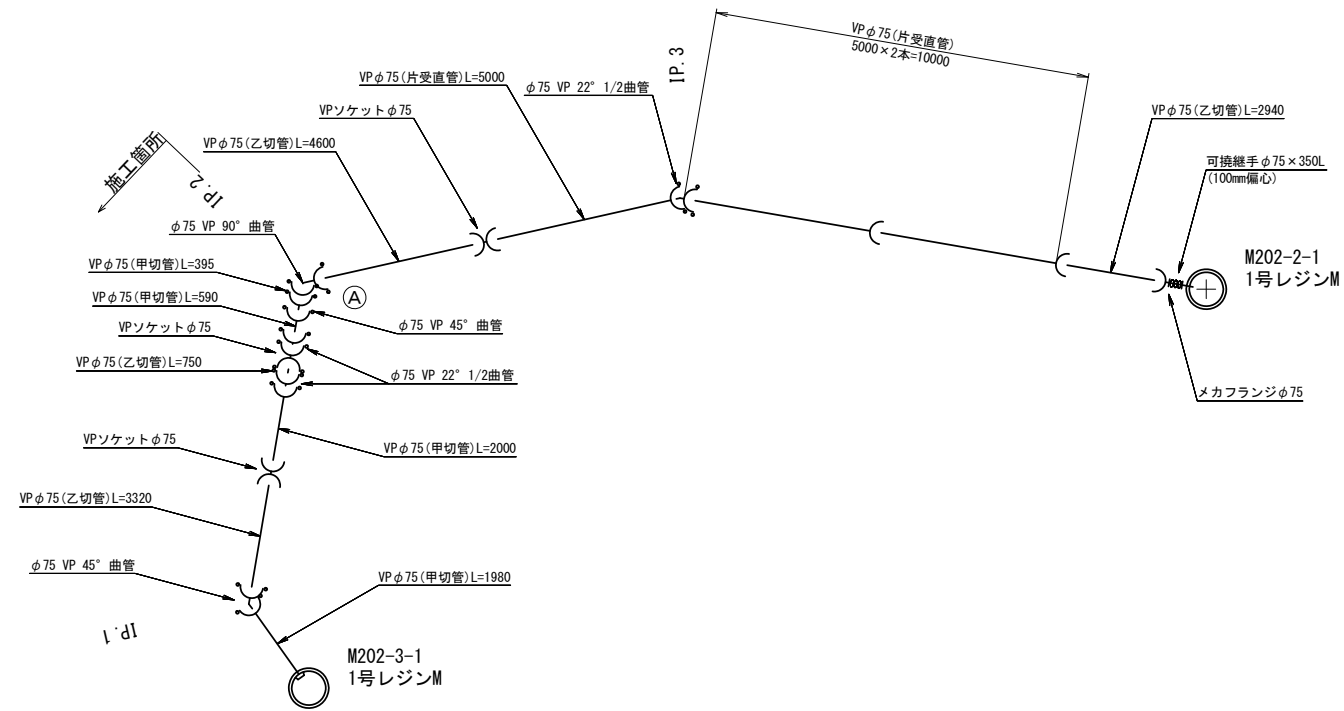 VPφ75(片受直管)
5000×2本=10000
IP.3
VPφ75(片受直管)L=5000
φ75 VP 22° 1/2曲管
VPソケットφ75
VPφ75(乙切管)L=2940
VPφ75(乙切管)L=4600
施工箇所
可撓継手φ75×350L
(100mm偏心)
IP.2
φ75 VP 90° 曲管
M202-2-1
1号レジンM
VPφ75(甲切管)L=395
VPφ75(甲切管)L=590
A
φ75 VP 45° 曲管
VPソケットφ75
VPφ75(乙切管)L=750
φ75 VP 22° 1/2曲管
メカフランジφ75
VPソケットφ75
VPφ75(甲切管)L=2000
VPφ75(乙切管)L=3320
φ75 VP 45° 曲管
VPφ75(甲切管)L=1980
IP.1
M202-3-1
1号レジンM